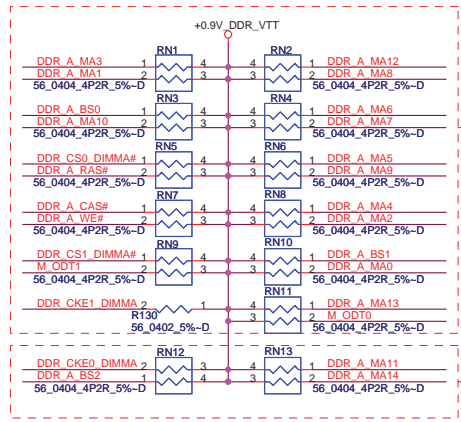 +0.9V_DDR_VTT
RN1 RN2
DDR_A_MA3 1 4 4 1 DDR_A_MA12
DDR_A_MA1 2 3 3 2 DDR_A_MA8
56_0404_4P2R_5%~D 56_0404_4P2R_5%~D
RN3 RN4
DDR_A_BS0 1 4 4 1 DDR_A_MA6
DDR_A_MA10 2 3 3 2 DDR_A_MA7
56_0404_4P2R_5%~D 56_0404_4P2R_5%~D
RN5 RN6
DDR_CS0_DIMMA# 1 4 4 1 DDR_A_MA5
DDR_A_RAS# 2 3 3 2 DDR_A_MA9
56_0404_4P2R_5%~D 56_0404_4P2R_5%~D
RN7 RN8
DDR_A_CAS# 1 4 4 1 DDR_A_MA4
DDR_A_WE# 2 3 3 2 DDR_A_MA2
56_0404_4P2R_5%~D 56_0404_4P2R_5%~D
RN9 RN10
DDR_CS1_DIMMA# 1 4 4 1 DDR_A_BS1
M_ODT1 2 3 3 2 DDR_A_MA0
56_0404_4P2R_5%~D 56_0404_4P2R_5%~D
RN11
DDR_CKE1_DIMMA 2 1 4 1 DDR_A_MA13
R130 3 2 M_ODT0
56_0402_5%~D 56_0404_4P2R_5%~D
RN12 RN13
DDR_CKE0_DIMMA 2 3 4 1 DDR_A_MA11
DDR_A_BS2 1 4 3 2 DDR_A_MA14
56_0404_4P2R_5%~D 56_0404_4P2R_5%~D